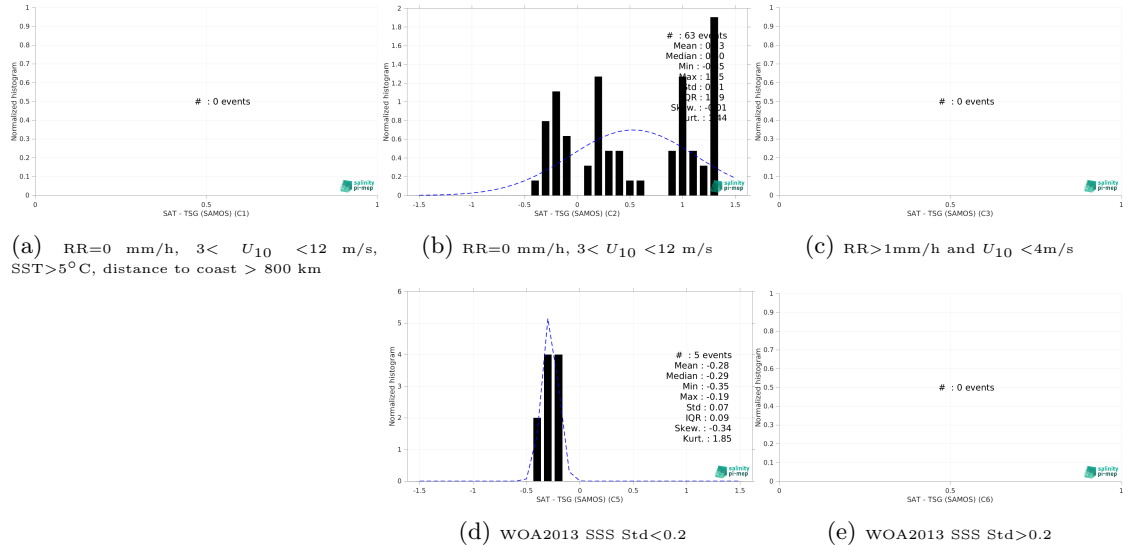 1
0.9
0.8
0.7
0.6
0.5
0.4
0.3
0.2
0.1
0
Normalized histogram
# : 0 events
salinity
pi-mep
0 0.5 1
SAT - TSG (SAMOS) (C1)
2
1.8
1.6
1.4
1.2
1
0.8
0.6
0.4
0.2
0
Normalized histogram
# : 63 events
Mean :
Median :
Min :
Max :
Std :
IQR :
Skew. :
Kurt. :
salinity
pi-mep
-1.5 -1 -0.5 0 0.5 1 1.5
SAT - TSG (SAMOS) (C2)
1
0.9
0.8
0.7
0.6
0.5
0.4
0.3
0.2
0.1
0
Normalized histogram
# : 0 events
salinity
pi-mep
0 0.5 1
SAT - TSG (SAMOS) (C3)
(a) RR=0 mm/h, 3< U10 <12 m/s,
SST>5°C, distance to coast > 800 km
(b) RR=0 mm/h, 3< U10 <12 m/s
(c) RR>1mm/h and U10 <4m/s
6
5
4
3
2
1
0
Normalized histogram
# : 5 events
Mean : -0.28
Median : -0.29
Min : -0.35
Max : -0.19
Std : 0.07
IQR : 0.09
Skew. : -0.34
Kurt. : 1.85
salinity
pi-mep
-1.5 -1 -0.5 0 0.5 1 1.5
SAT - TSG (SAMOS) (C5)
1
0.9
0.8
0.7
0.6
0.5
0.4
0.3
0.2
0.1
0
Normalized histogram
# : 0 events
salinity
pi-mep
0 0.5 1
SAT - TSG (SAMOS) (C6)
(d) WOA2013 SSS Std<0.2
(e) WOA2013 SSS Std>0.2